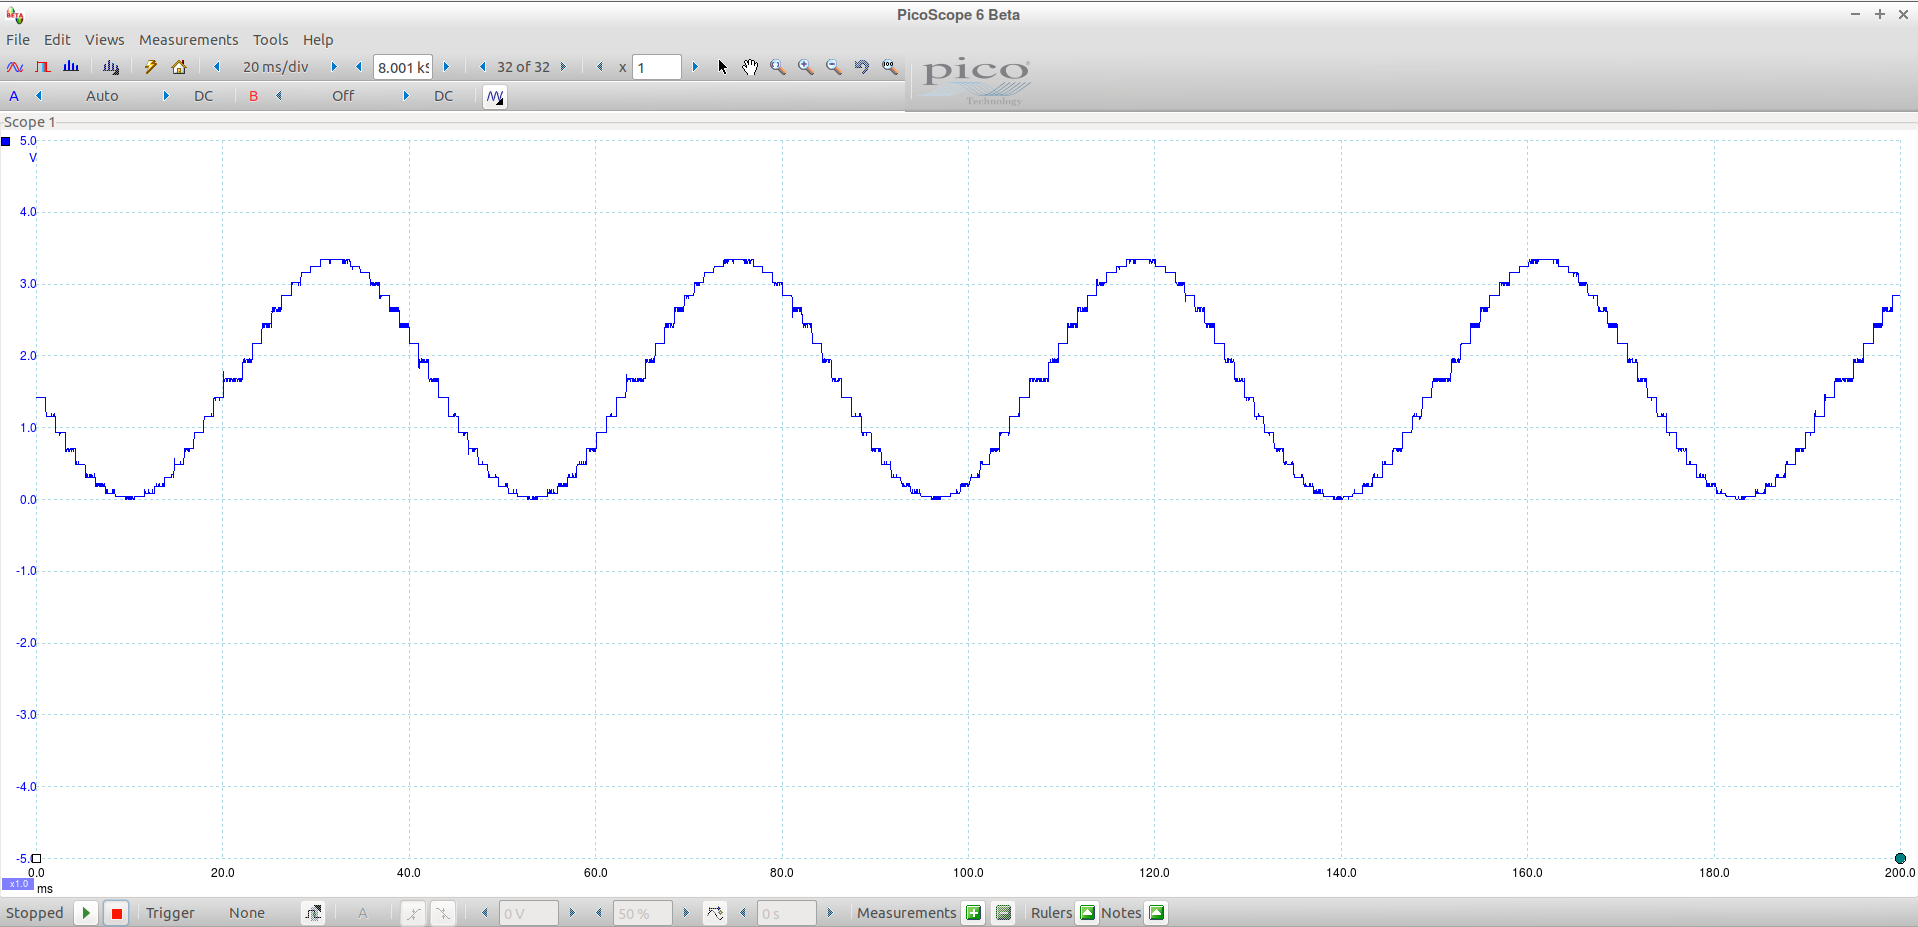 BETA
PicoScope 6 Beta
File Edit Views Measurements Tools Help
20 ms/div 8.001 kS 32 of 32 x 1
pico
Technology
A Auto DC B Off DC
Scope 1
5.0
V
4.0
3.0
2.0
1.0
0.0
-1.0
-2.0
-3.0
-4.0
-5.0
0.0 20.0 40.0 60.0 80.0 100.0 120.0 140.0 160.0 180.0 200.0
x1.0
ms
Stopped Trigger None A 0 V 50 % 0 s Measurements Rulers Notes